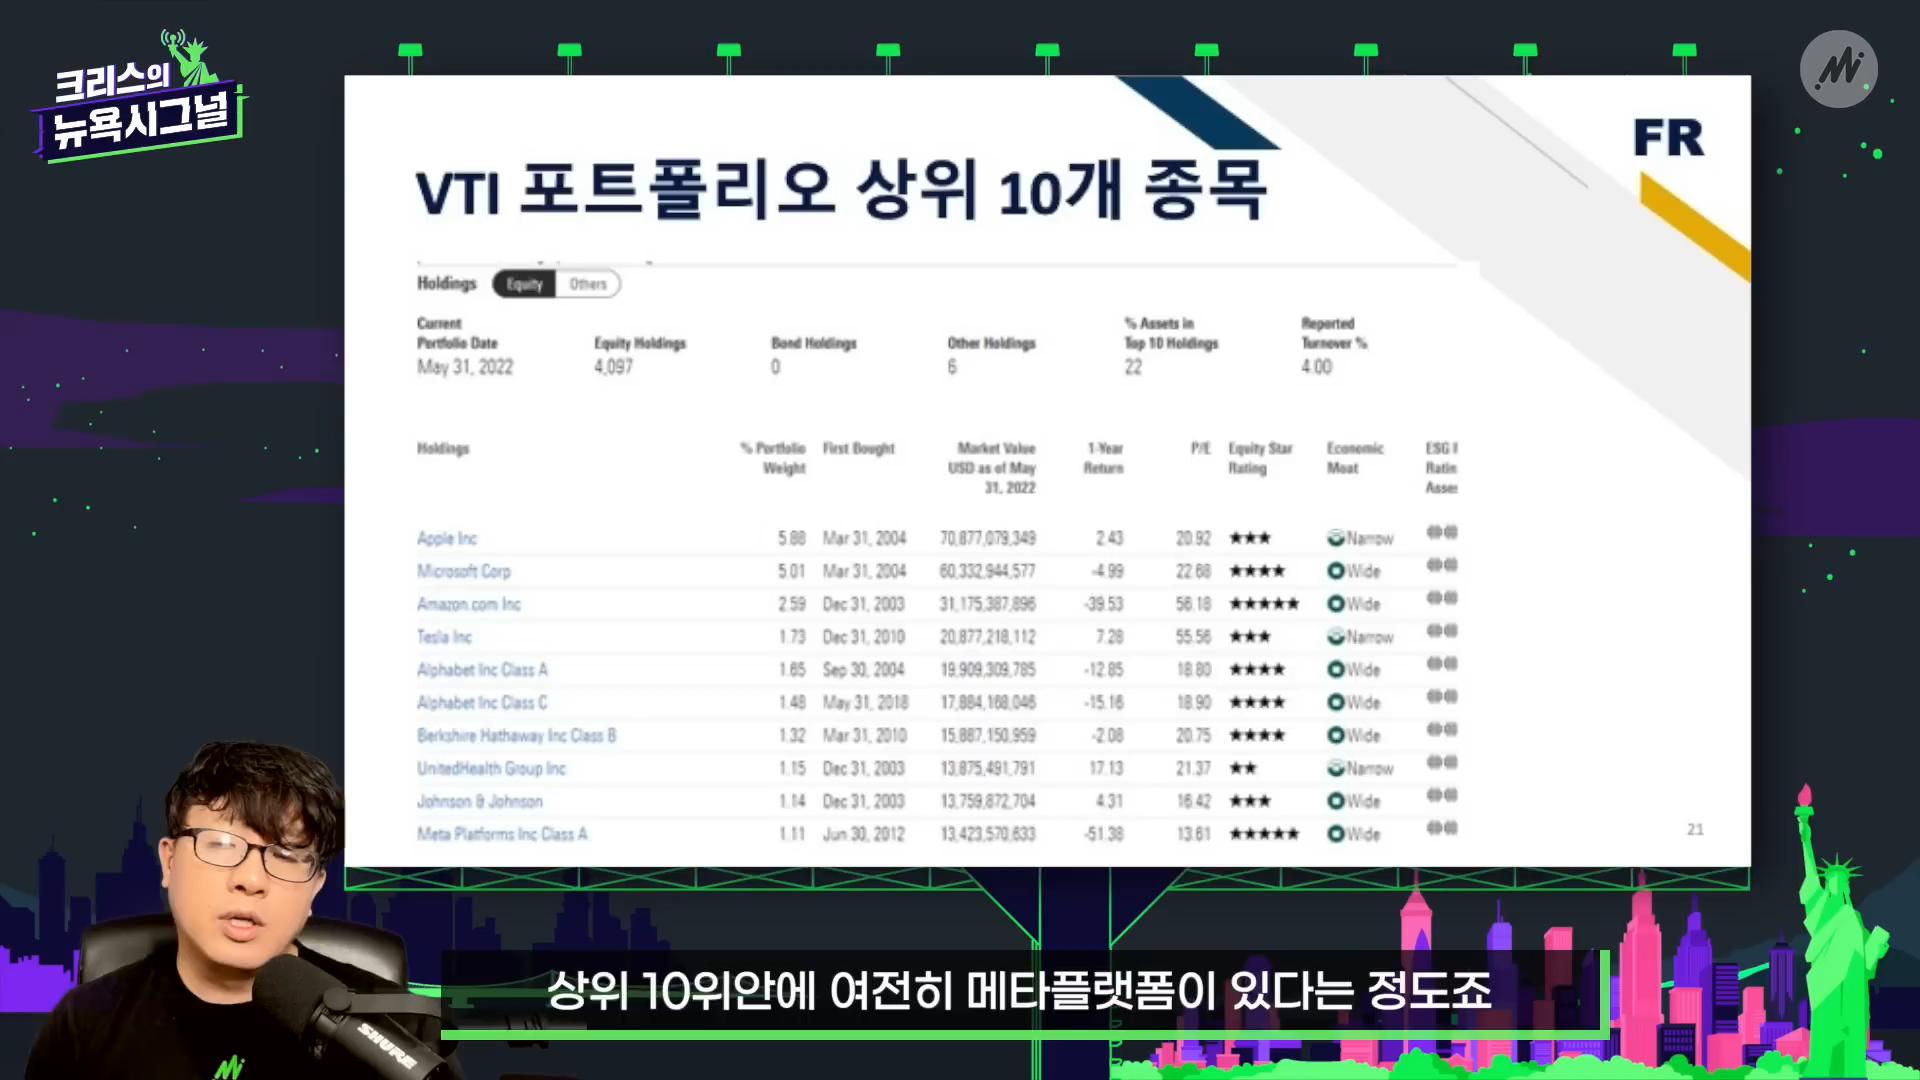 크리스의
뉴욕시그널
FR
VTI 포트폴리오 상위 10개 종목
Holdings Equity Others
Current Portfolio Date May 31, 2022
Equity Holdings 4,097
Bond Holdings 0
Other Holdings 6
% Assets in Top 10 Holdings 22
Reported Turnover % 4.00
Holdings % Portfolio Weight First Bought Market Value USD as of May 31, 2022 1-Year Return P/E Equity Star Rating Economic Moat ESG
Apple Inc 5.88 Mar 31, 2004 70,877,079,349 2.43 20.92 ★★★ Narrow
Microsoft Corp 5.01 Mar 31, 2004 60,332,944,577 -4.99 22.68 ★★★★ Wide
Amazon.com Inc 2.59 Dec 31, 2003 31,175,387,896 -39.53 56.18 ★★★★★ Wide
Tesla Inc 1.73 Dec 31, 2010 20,877,218,112 7.28 55.56 ★★★ Narrow
Alphabet Inc Class A 1.65 Sep 30, 2004 19,909,309,785 -12.85 18.80 ★★★★ Wide
Alphabet Inc Class C 1.48 May 31, 2018 17,884,168,046 -15.16 18.90 ★★★★ Wide
Berkshire Hathaway Inc Class B 1.32 Mar 31, 2010 15,887,150,959 -2.08 20.75 ★★★★ Wide
UnitedHealth Group Inc 1.15 Dec 31, 2003 13,875,491,791 17.13 21.37 ★★ Narrow
Johnson & Johnson 1.14 Dec 31, 2003 13,759,872,704 4.31 16.42 ★★★ Wide
Meta Platforms Inc Class A 1.11 Jun 30, 2012 13,423,570,633 -51.38 13.61 ★★★★★ Wide
21
SHURE
상위 10위안에 여전히 메타플랫폼이 있다는 정도죠